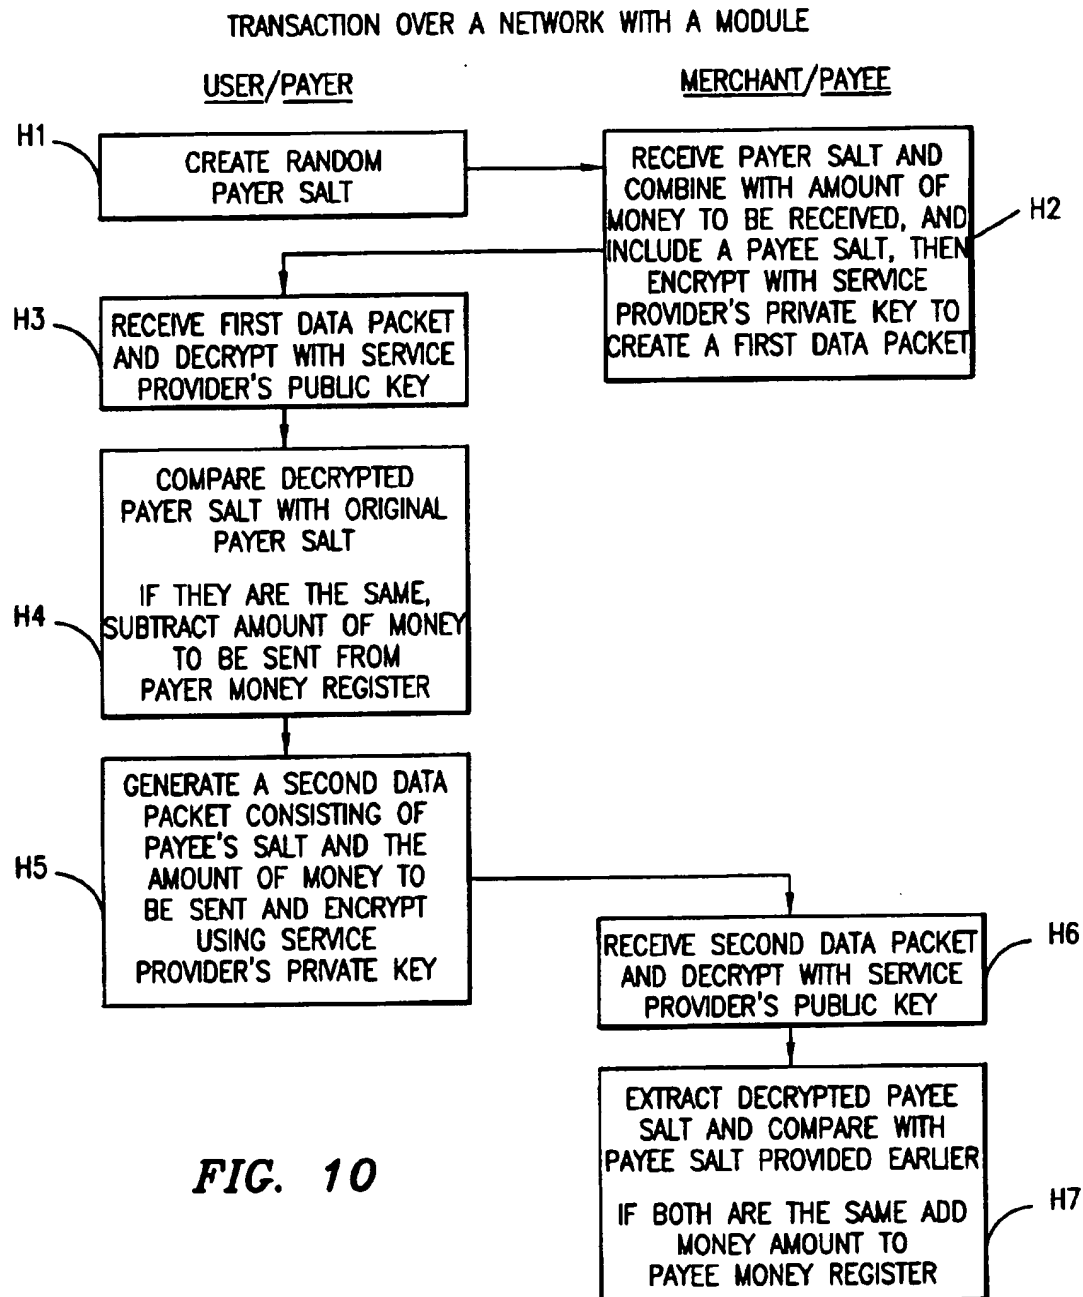 TRANSACTION OVER A NETWORK WITH A MODULE
USER/PAYER
MERCHANT/PAYEE
H1
CREATE RANDOM
PAYER SALT
RECEIVE PAYER SALT AND
COMBINE WITH AMOUNT OF
MONEY TO BE RECEIVED, AND
INCLUDE A PAYEE SALT, THEN
ENCRYPT WITH SERVICE
PROVIDER'S PRIVATE KEY TO
CREATE A FIRST DATA PACKET
H2
H3
RECEIVE FIRST DATA PACKET
AND DECRYPT WITH SERVICE
PROVIDER'S PUBLIC KEY
COMPARE DECRYPTED
PAYER SALT WITH ORIGINAL
PAYER SALT
IF THEY ARE THE SAME,
SUBTRACT AMOUNT OF MONEY
TO BE SENT FROM
PAYER MONEY REGISTER
H4
GENERATE A SECOND DATA
PACKET CONSISTING OF
PAYEE'S SALT AND THE
AMOUNT OF MONEY TO
BE SENT AND ENCRYPT
USING SERVICE
PROVIDER'S PRIVATE KEY
H5
RECEIVE SECOND DATA PACKET
AND DECRYPT WITH SERVICE
PROVIDER'S PUBLIC KEY
H6
EXTRACT DECRYPTED PAYEE
SALT AND COMPARE WITH
PAYEE SALT PROVIDED EARLIER
IF BOTH ARE THE SAME ADD
MONEY AMOUNT TO
PAYEE MONEY REGISTER
H7
FIG. 10